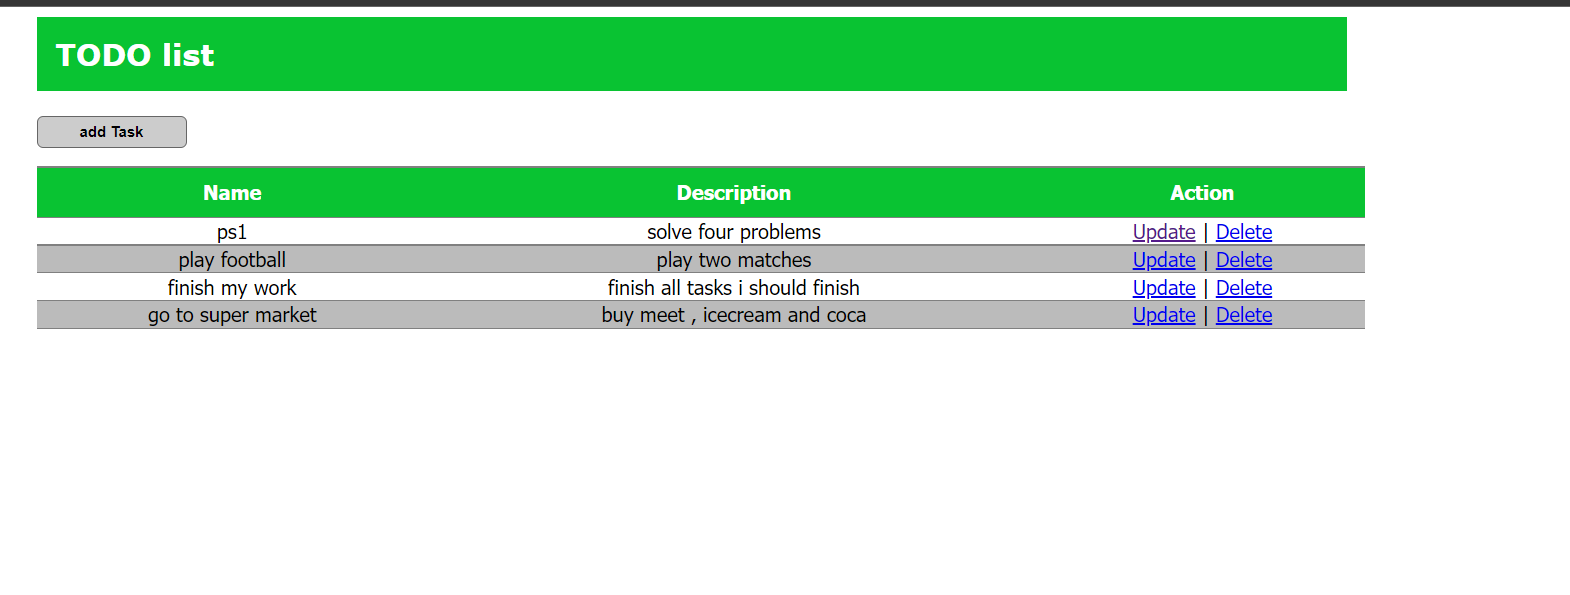 TODO list
add Task
Name Description Action
ps1 solve four problems Update | Delete
play football play two matches Update | Delete
finish my work finish all tasks i should finish Update | Delete
go to super market buy meet , icecream and coca Update | Delete